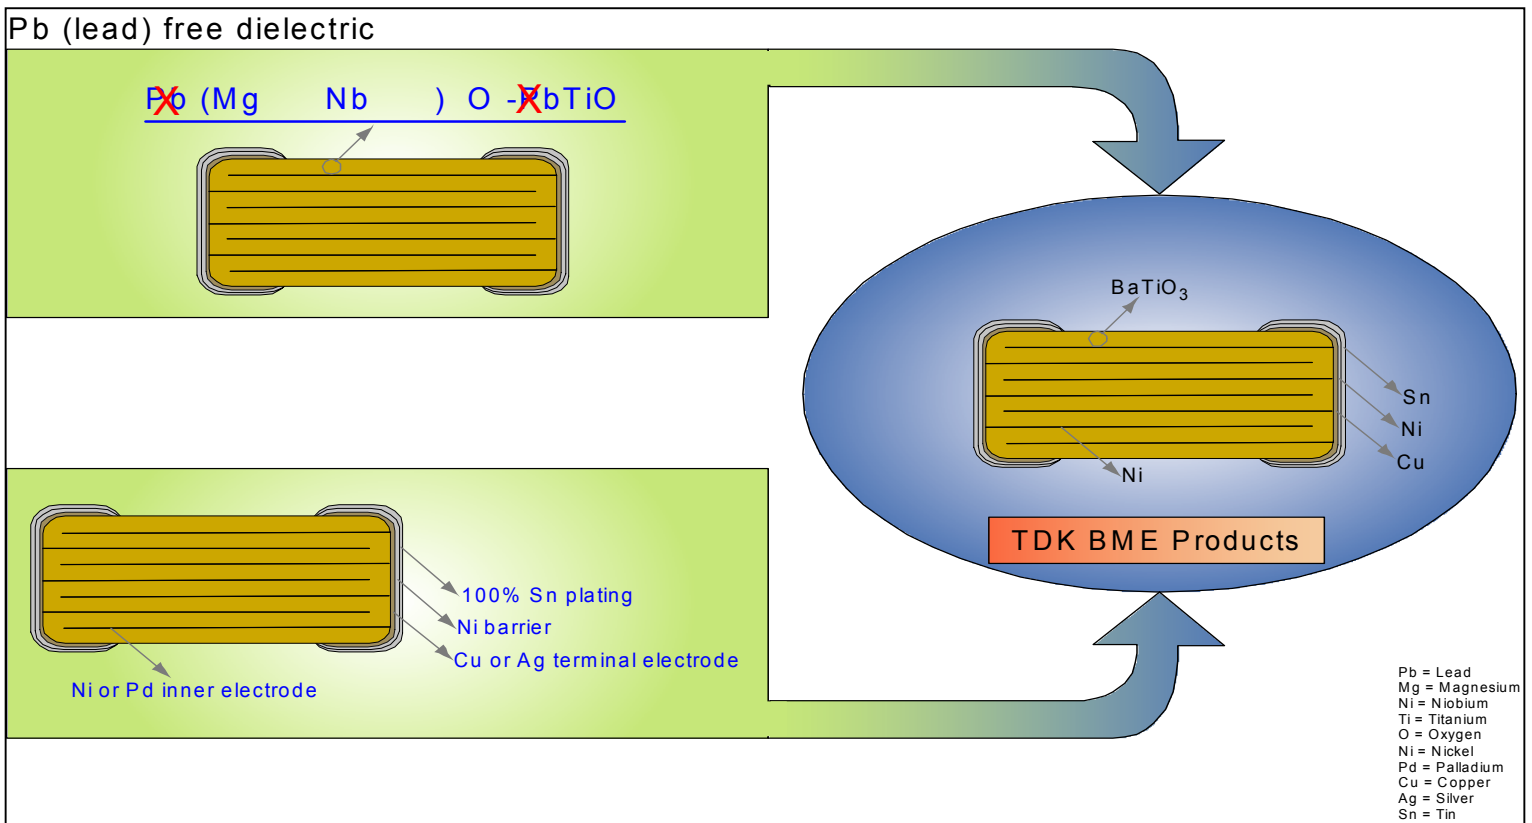 Pb (lead) free dielectric
Pb (Mg Nb ) O -PbTiO
BaTiO3
Sn
Ni
Cu
Ni
TDK BME Products
100% Sn plating
Ni barrier
Cu or Ag terminal electrode
Ni or Pd inner electrode
Pb = Lead
Mg = Magnesium
Ni = Niobium
Ti = Titanium
O = Oxygen
Ni = Nickel
Pd = Palladium
Cu = Copper
Ag = Silver
Sn = Tin